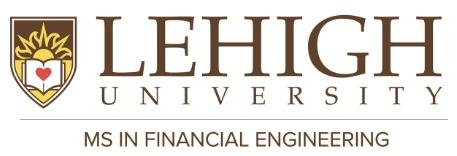 LEHIGH
UNIVERSITY
MS IN FINANCIAL ENGINEERING